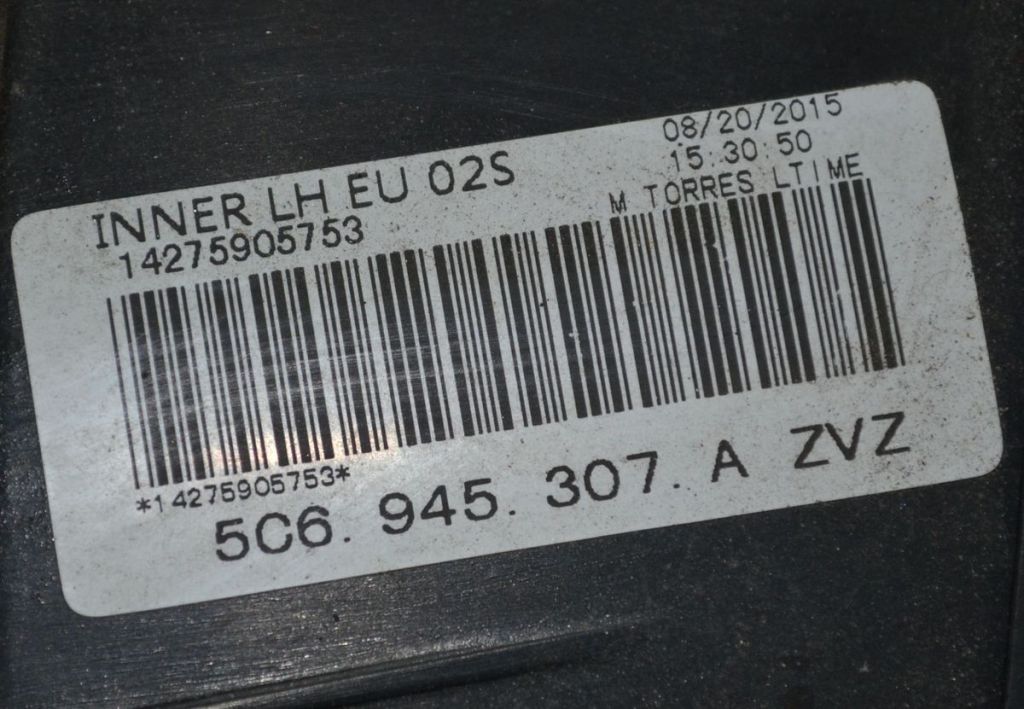 08/20/2015
15:30:50
INNER LH EU 02S
M TORRES LTIME
14275905753
*14275905753*
5C6. 945. 307. A ZVZ